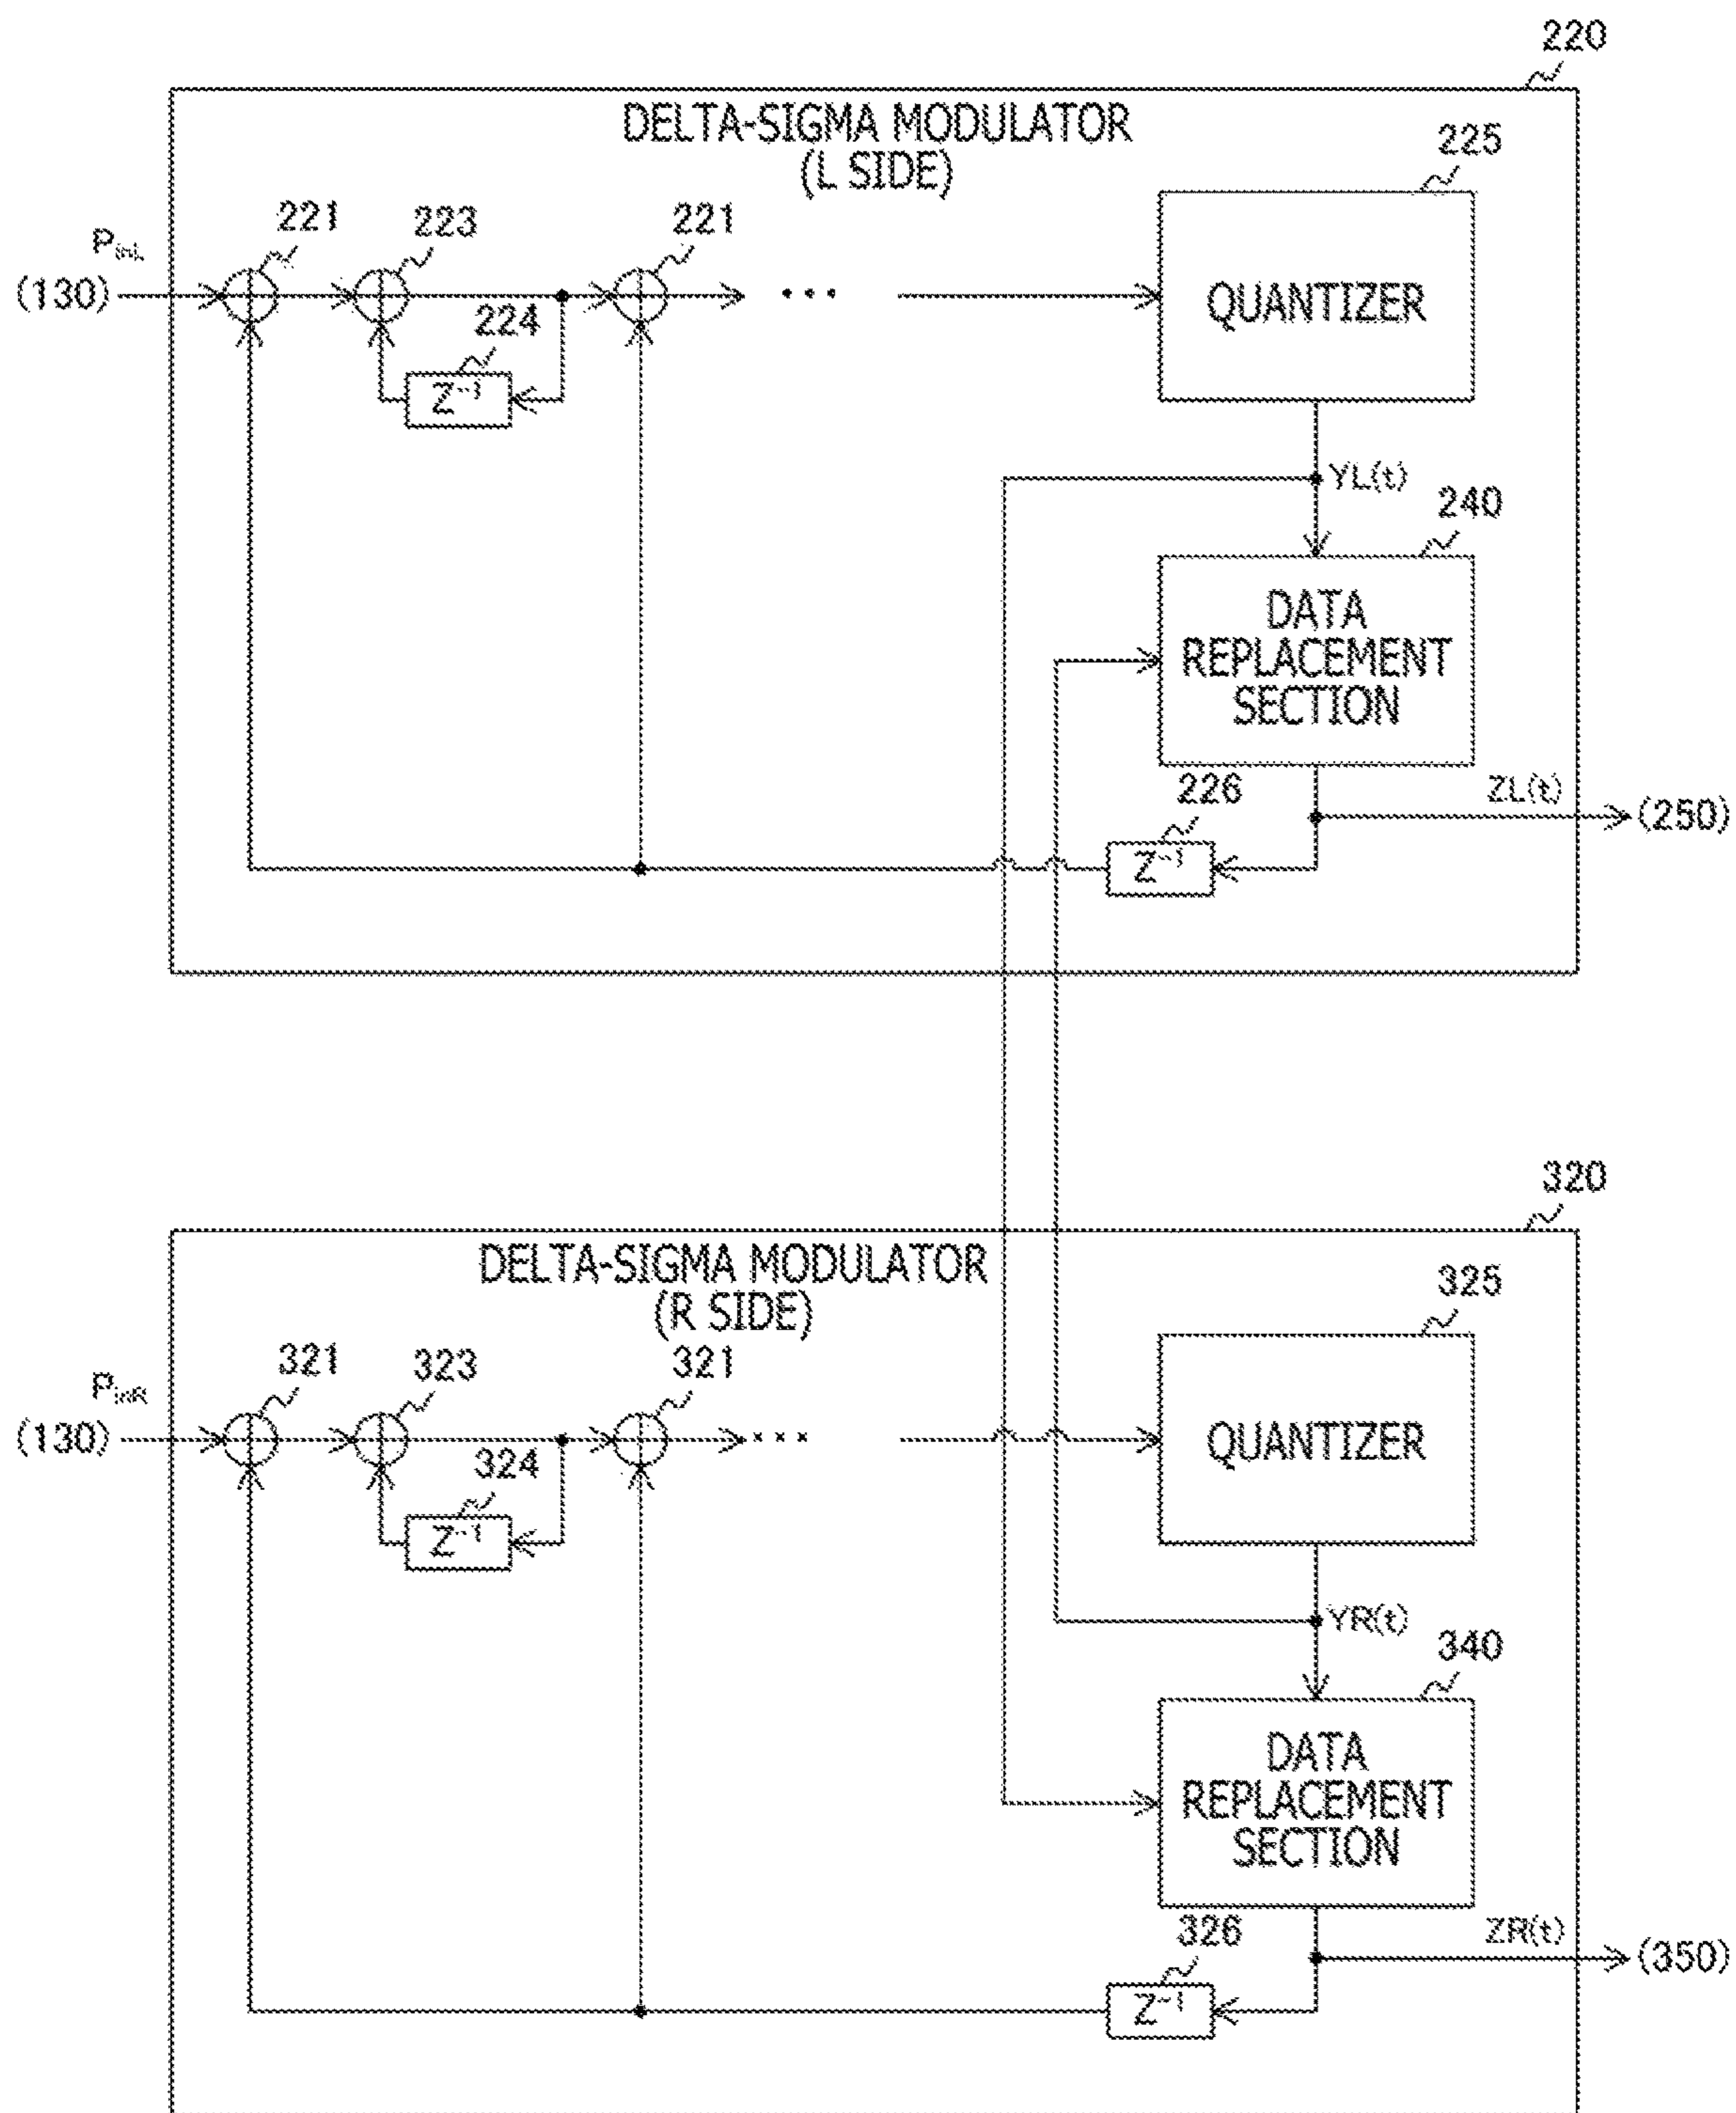 220
DELTA-SIGMA MODULATOR
(L SIDE)
225
221
223
221
PinL
(130)
...
QUANTIZER
224
Z-1
YL(t)
240
DATA
REPLACEMENT
SECTION
226
ZL(t)
(250)
Z-1
320
DELTA-SIGMA MODULATOR
(R SIDE)
325
321
323
321
PinR
(130)
...
QUANTIZER
324
Z-1
YR(t)
340
DATA
REPLACEMENT
SECTION
326
ZR(t)
(350)
Z-1